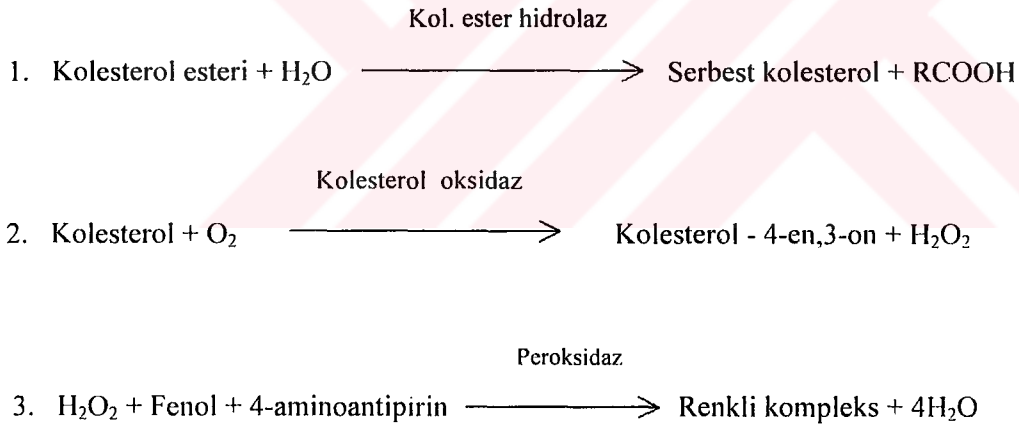 Kol. ester hidrolaz
1. Kolesterol esteri + H₂O ⟶ Serbest kolesterol + RCOOH
Kolesterol oksidaz
2. Kolesterol + O₂ ⟶ Kolesterol - 4-en,3-on + H₂O₂
Peroksidaz
3. H₂O₂ + Fenol + 4-aminoantipirin ⟶ Renkli kompleks + 4H₂O